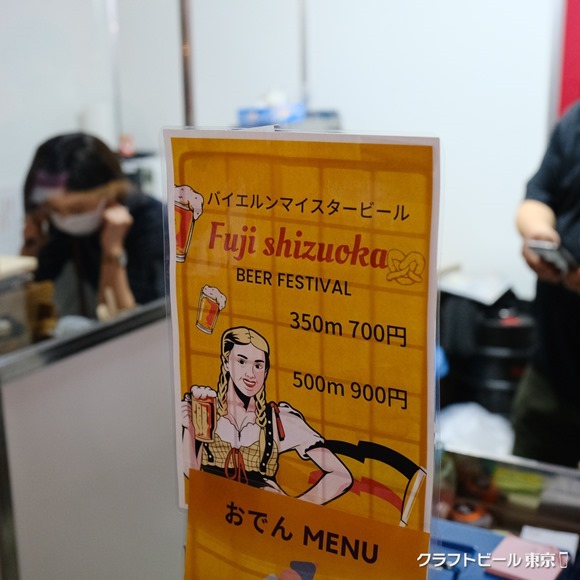 バイエルンマイスタービール
Fuji shizuoka
BEER FESTIVAL
350m 700円
500m 900円
おでん MENU
クラフトビール 東京